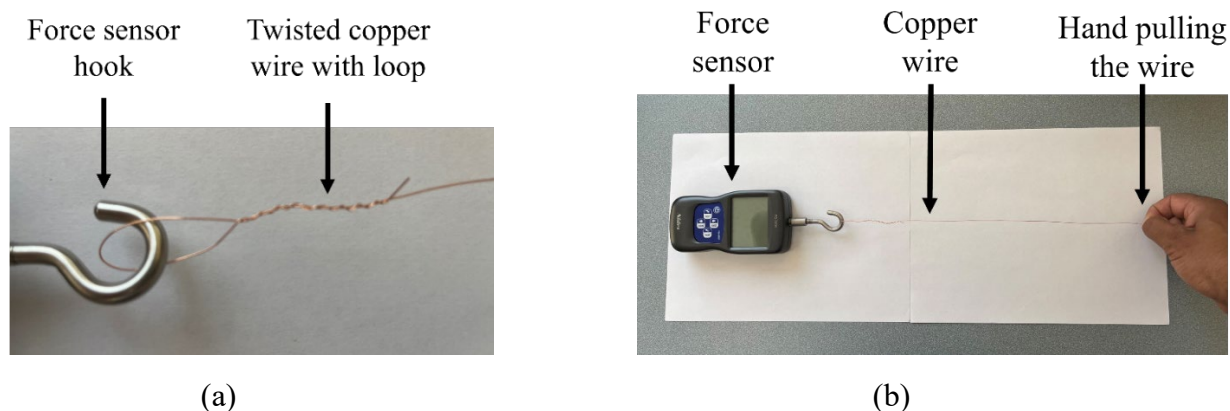 Force sensor
hook
Twisted copper
wire with loop
Force
sensor
Copper
wire
Hand pulling
the wire
(a)
(b)